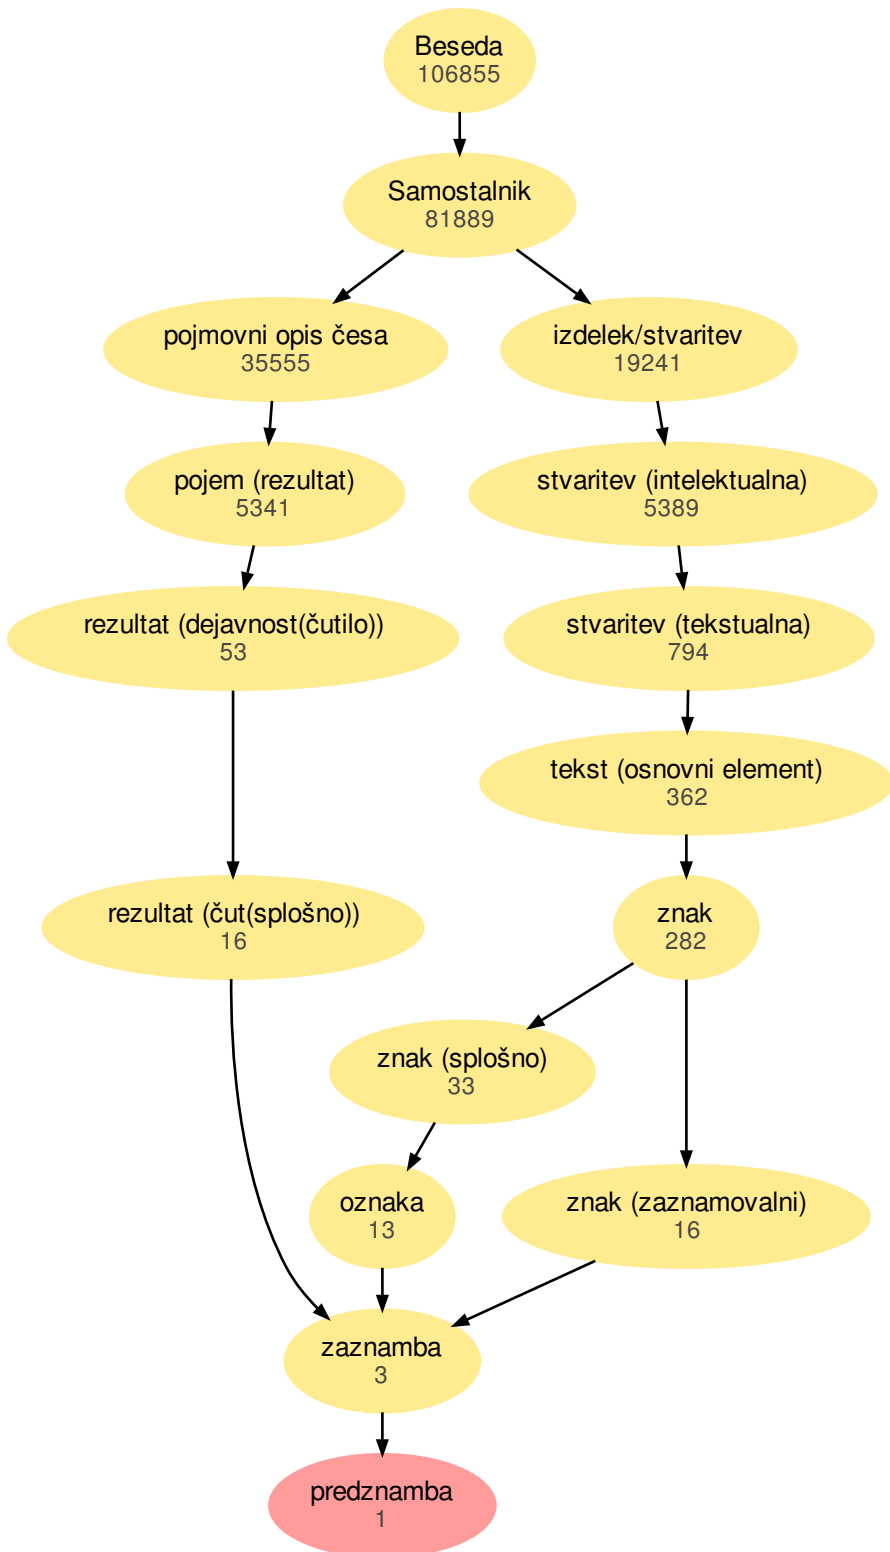 Beseda
106855
Samostalnik
81889
pojmovni opis česa
35555
izdelek/stvaritev
19241
pojem (rezultat)
5341
stvaritev (intelektualna)
5389
rezultat (dejavnost(čutilo))
53
stvaritev (tekstualna)
794
tekst (osnovni element)
362
rezultat (čut(splošno))
16
znak
282
znak (splošno)
33
oznaka
13
znak (zaznamovalni)
16
zaznamba
3
predznamba
1